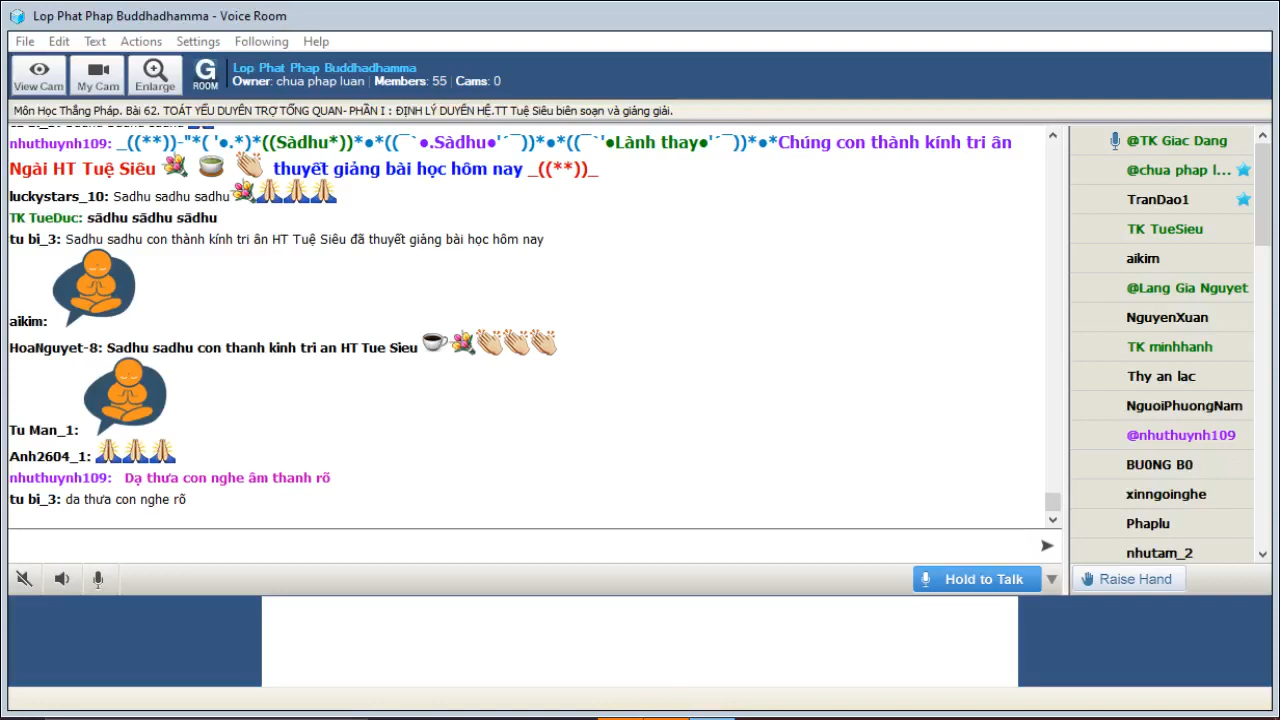 Lop Phat Phap Buddhadhamma - Voice Room
File Edit Text Actions Settings Following Help
View Cam My Cam Enlarge G ROOM
Lop Phat Phap Buddhadhamma
Owner: chua phap luan | Members: 55 | Cams: 0
Môn Học Thắng Pháp. Bài 62. TOÁT YẾU DUYÊN TRỢ TỔNG QUAN- PHẦN I : ĐỊNH LÝ DUYÊN HỆ.TT Tuệ Siêu biên soạn và giảng giải.
nhuthuynh109: _((**))-"*( '●.*)*((Sàdhu*))*●*((¯`●.Sàdhu●'´¯))*●*●*((¯`'●Lành thay●'´¯))*●*●*Chúng con thành kính tri ân
Ngài HT Tuệ Siêu thuyết giảng bài học hôm nay _((**))_
luckystars_10: Sadhu sadhu sadhu
TK TueDuc: sādhu sādhu sādhu
tu bi_3: Sadhu sadhu con thành kính tri ân HT Tuệ Siêu đã thuyết giảng bài học hôm nay
aikim:
HoaNguyet-8: Sadhu sadhu con thanh kinh tri an HT Tue Sieu
Tu Man_1:
Anh2604_1:
nhuthuynh109: Dạ thưa con nghe âm thanh rõ
tu bi_3: da thưa con nghe rõ
@TK Giac Dang
@chua phap l...
TranDao1
TK TueSieu
aikim
@Lang Gia Nguyet
NguyenXuan
TK minhhanh
Thy an lac
NguoiPhuongNam
@nhuthuynh109
BU0NG B0
xinngoinghe
Phaplu
nhutam_2
Hold to Talk
Raise Hand